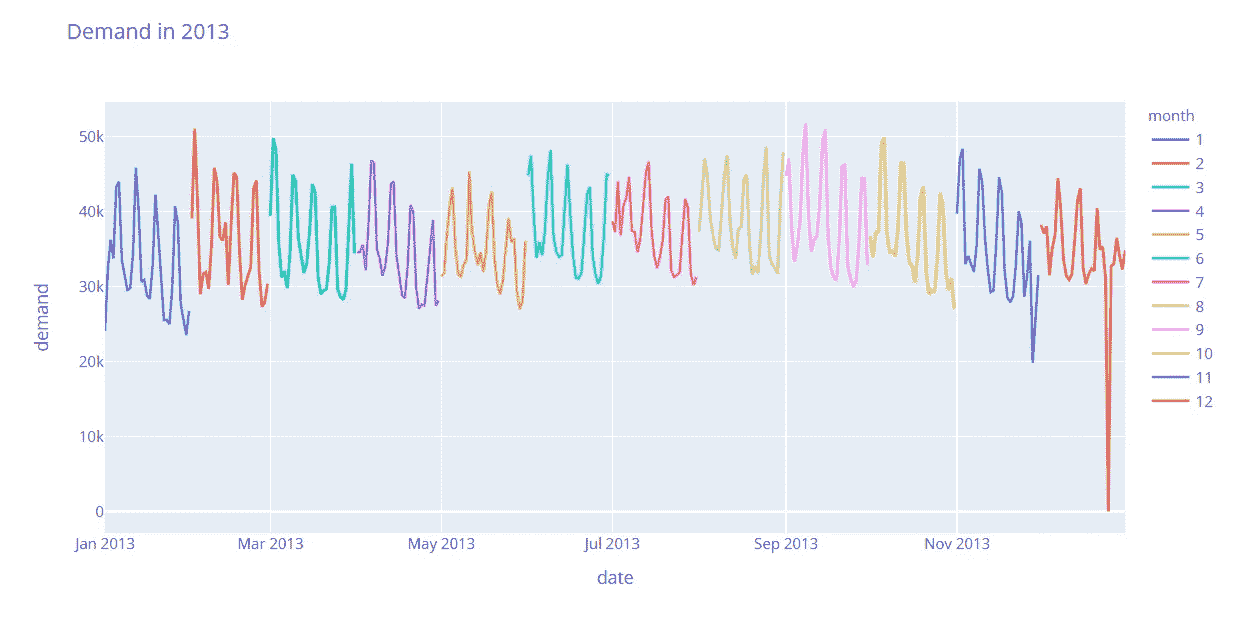 Demand in 2013
50k
40k
30k
20k
10k
0
demand
Jan 2013
Mar 2013
May 2013
Jul 2013
Sep 2013
Nov 2013
date
month
1
2
3
4
5
6
7
8
9
10
11
12